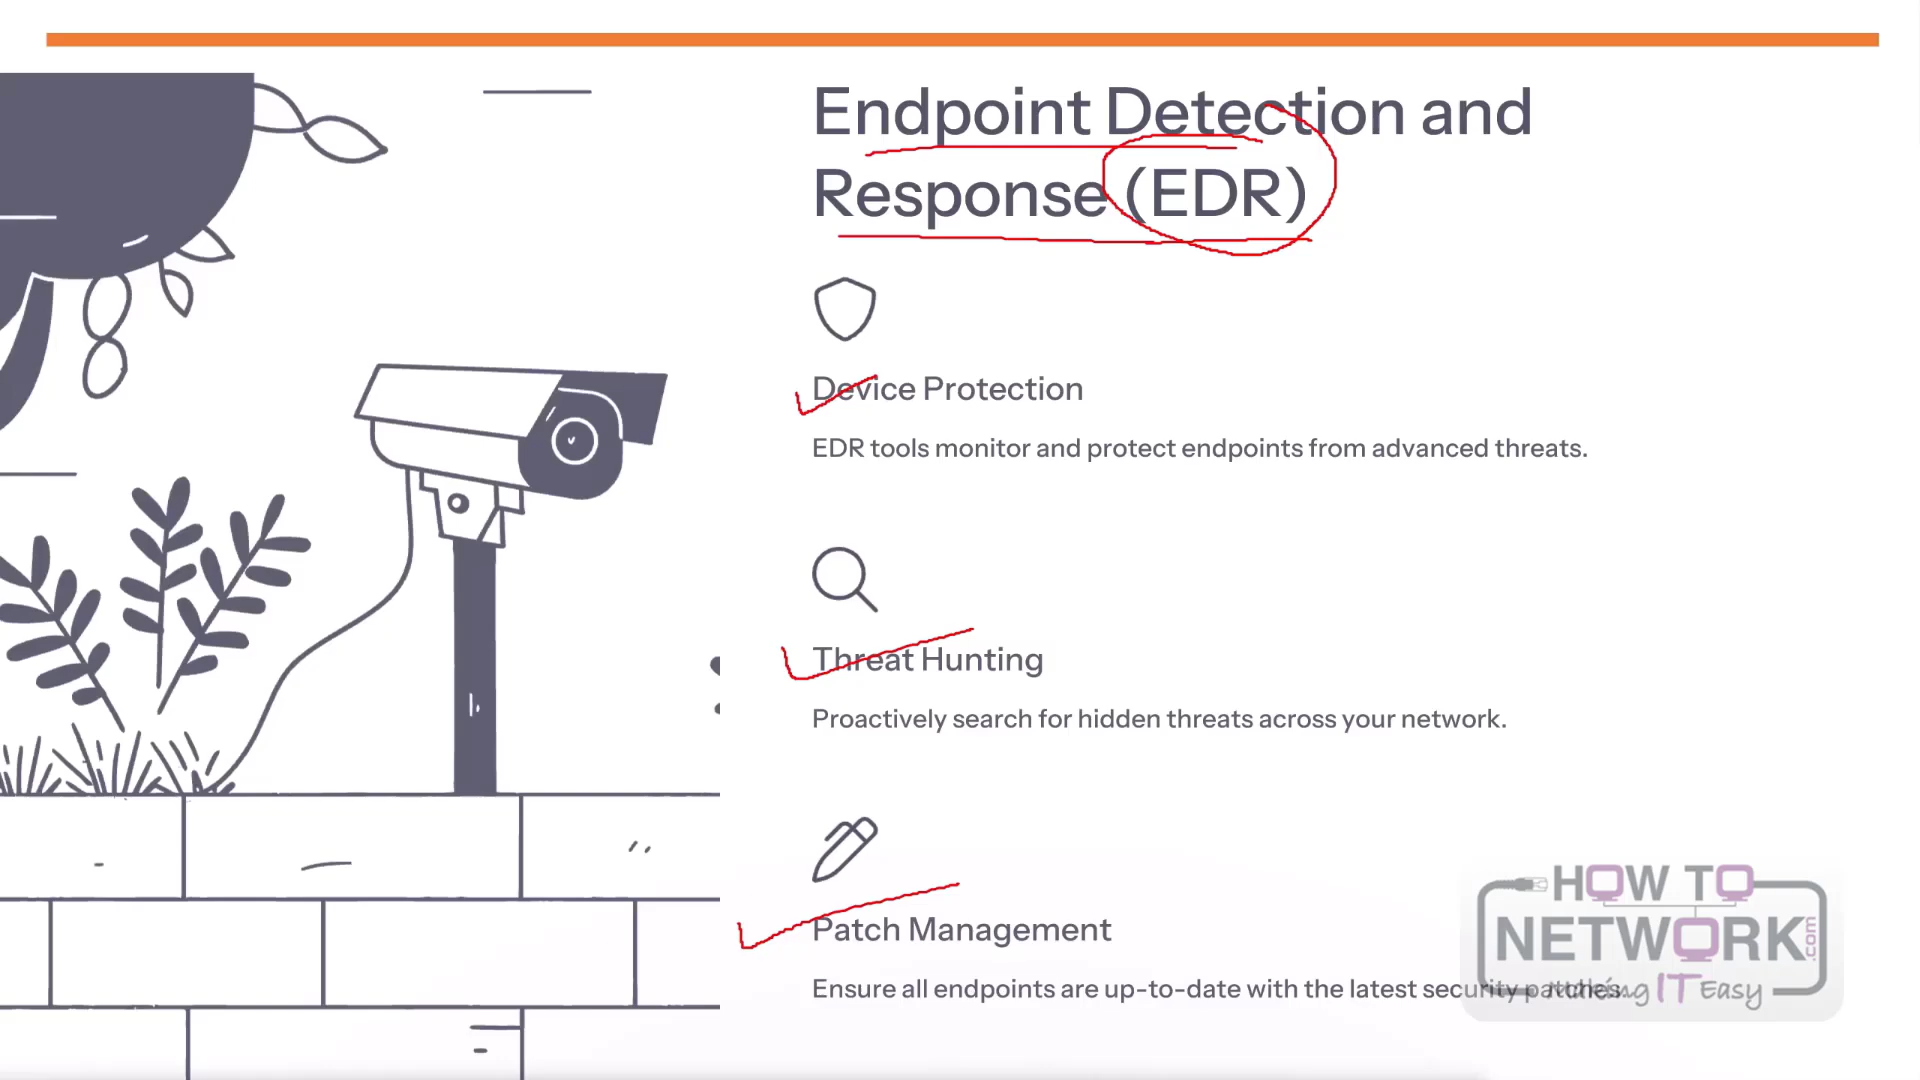 Endpoint Detection and
Response (EDR)
Device Protection
EDR tools monitor and protect endpoints from advanced threats.
Threat Hunting
Proactively search for hidden threats across your network.
Patch Management
Ensure all endpoints are up-to-date with the latest security patches.
HOW TO
NETWORK.com
Making IT Easy